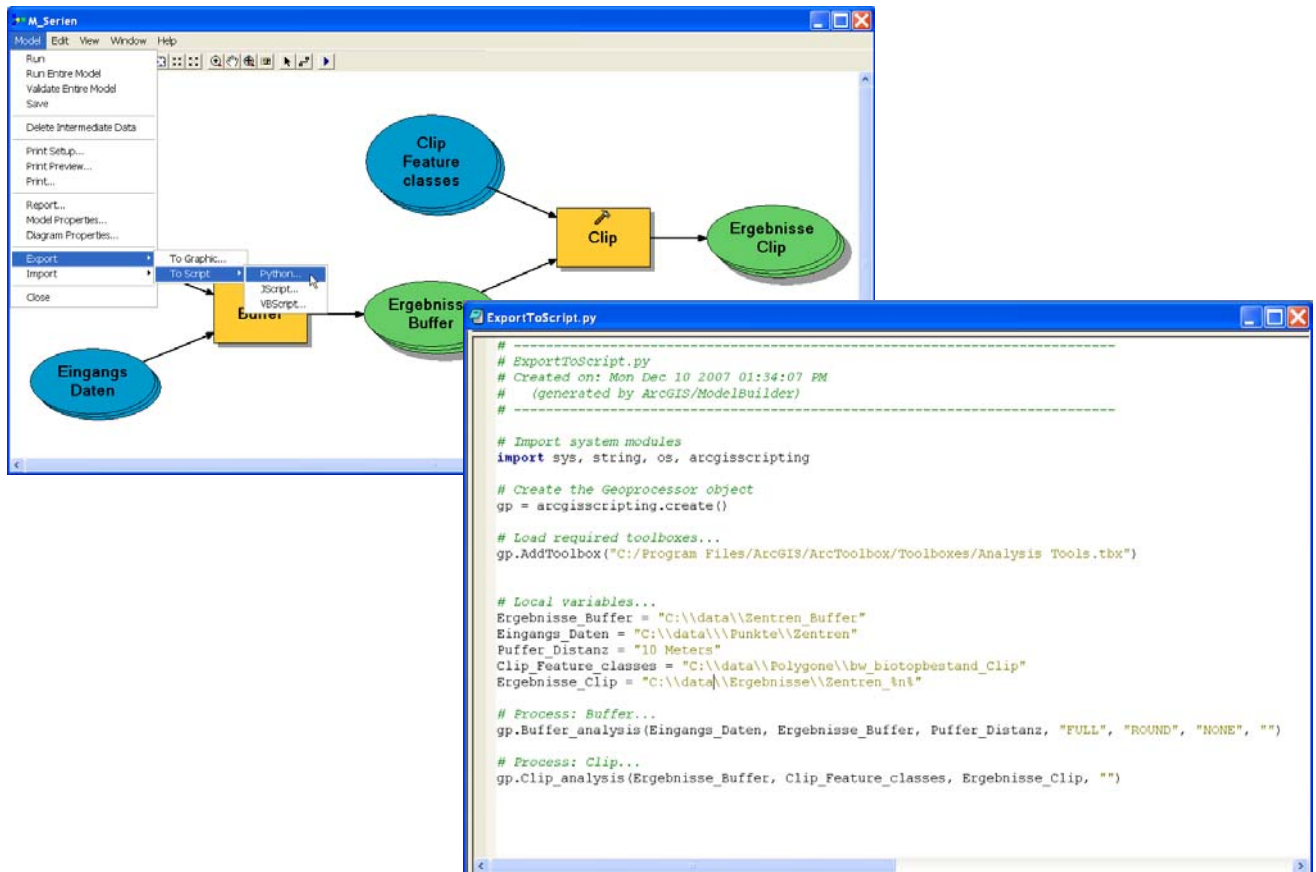 M_Serien
Model Edit View Window Help
Run
Run Entire Model
Validate Entire Model
Save
Delete Intermediate Data
Print Setup...
Print Preview...
Print...
Report...
Model Properties...
Diagram Properties...
Export
Import
Close
To Graphic...
To Script
Python...
JScript...
VBScript...
Clip
Feature
classes
Clip
Ergebnisse
Clip
Buffer
Ergebniss
Buffer
Eingangs
Daten
ExportToScript.py
# ---------------------------------------------------------------------------
# ExportToScript.py
# Created on: Mon Dec 10 2007 01:34:07 PM
#   (generated by ArcGIS/ModelBuilder)
# ---------------------------------------------------------------------------
# Import system modules
import sys, string, os, arcgisscripting
# Create the Geoprocessor object
gp = arcgisscripting.create()
# Load required toolboxes...
gp.AddToolbox("C:/Program Files/ArcGIS/ArcToolbox/Toolboxes/Analysis Tools.tbx")
# Local variables...
Ergebnisse_Buffer = "C:\\data\\Zentren_Buffer"
Eingangs_Daten = "C:\\data\\\Punkte\\Zentren"
Puffer_Distanz = "10 Meters"
Clip_Feature_classes = "C:\\data\\Polygone\\bw_biotopbestand_Clip"
Ergebnisse_Clip = "C:\\data\\Ergebnisse\\Zentren_%n%"
# Process: Buffer...
gp.Buffer_analysis(Eingangs_Daten, Ergebnisse_Buffer, Puffer_Distanz, "FULL", "ROUND", "NONE", "")
# Process: Clip...
gp.Clip_analysis(Ergebnisse_Buffer, Clip_Feature_classes, Ergebnisse_Clip, "")